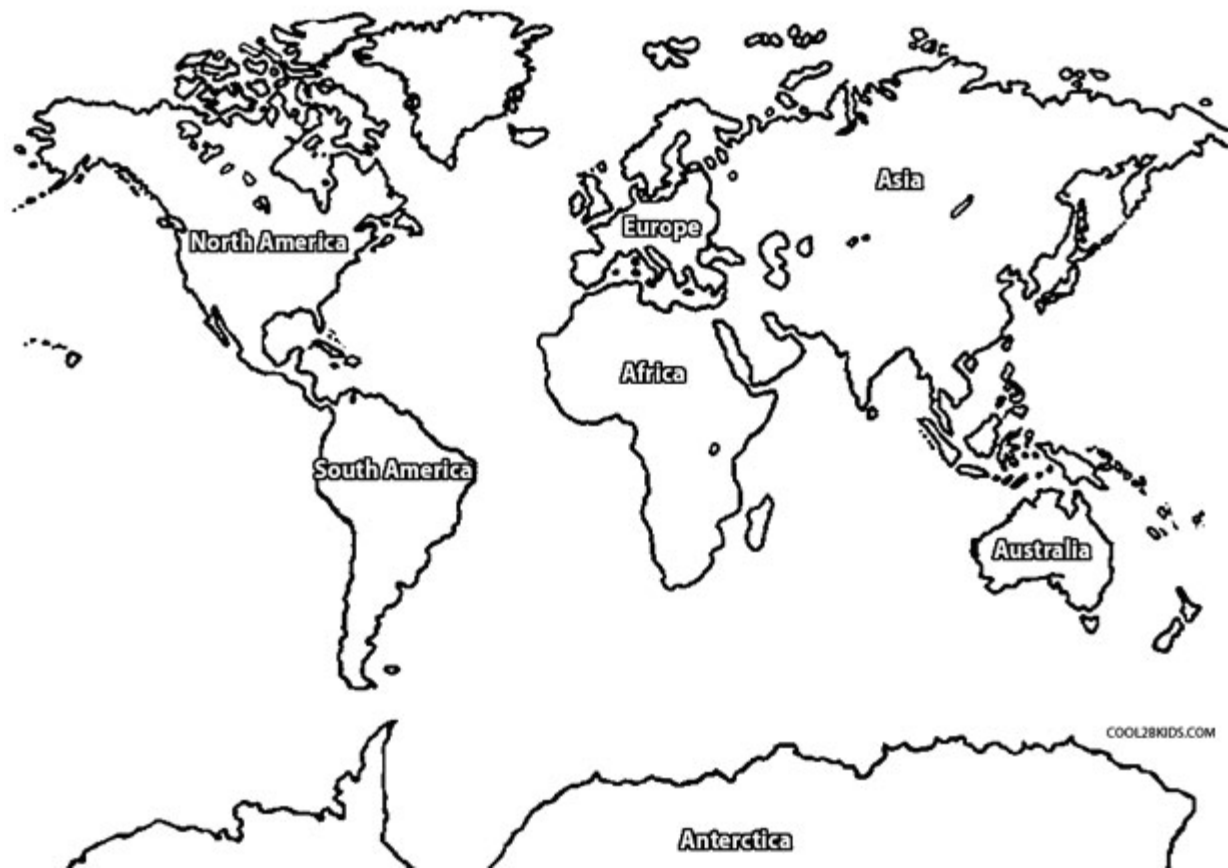 Asia
Europe
North America
Africa
South America
Australia
COOL2BKIDS.COM
Anterctica